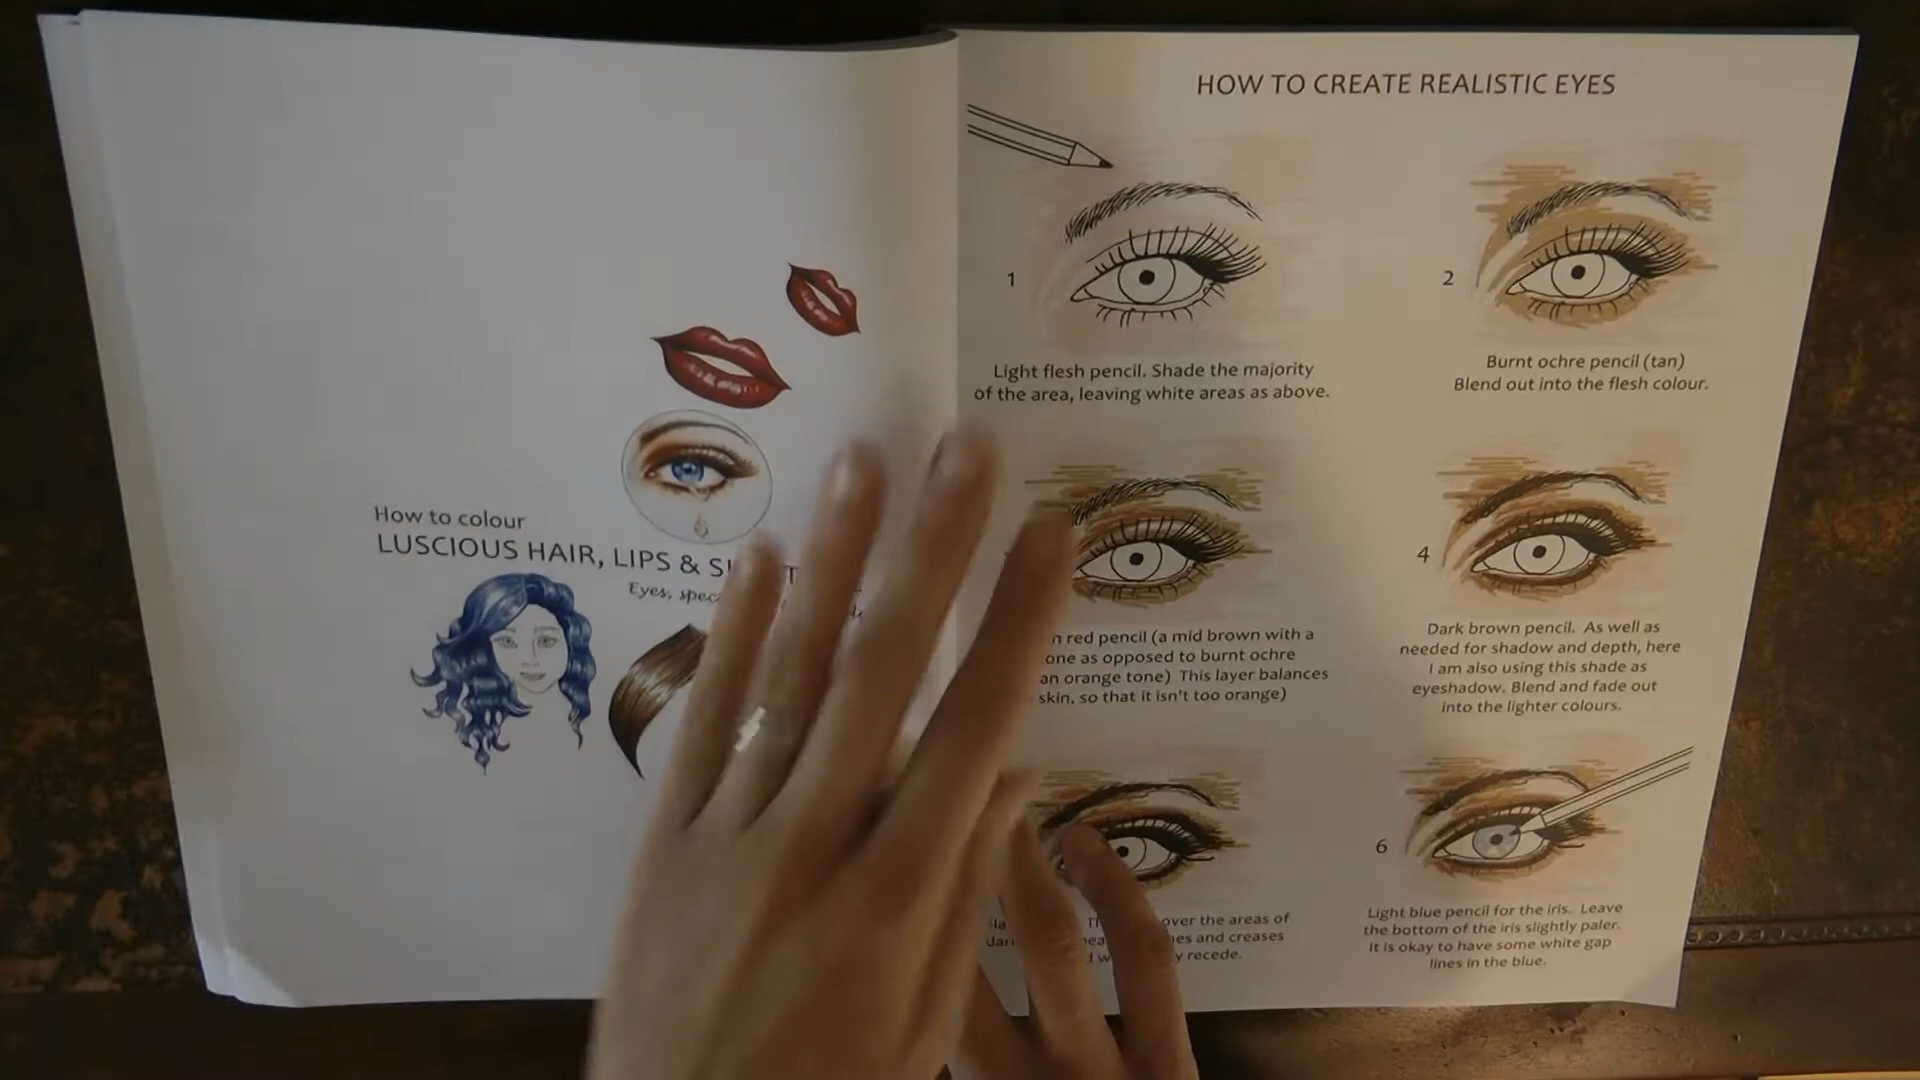 How to colour
LUSCIOUS HAIR, LIPS &
Eyes,
HOW TO CREATE REALISTIC EYES
1
Light flesh pencil. Shade the majority
of the area, leaving white areas as above.
2
Burnt ochre pencil (tan)
Blend out into the flesh colour.
red pencil (a mid brown with a
as opposed to burnt ochre
an orange tone) This layer balances
skin, so that it isn't too orange)
4
Dark brown pencil. As well as
needed for shadow and depth, here
I am also using this shade as
eyeshadow. Blend and fade out
into the lighter colours.
over the areas of
and creases
recede.
6
Light blue pencil for the iris. Leave
the bottom of the iris slightly paler.
It is okay to have some white gap
lines in the blue.